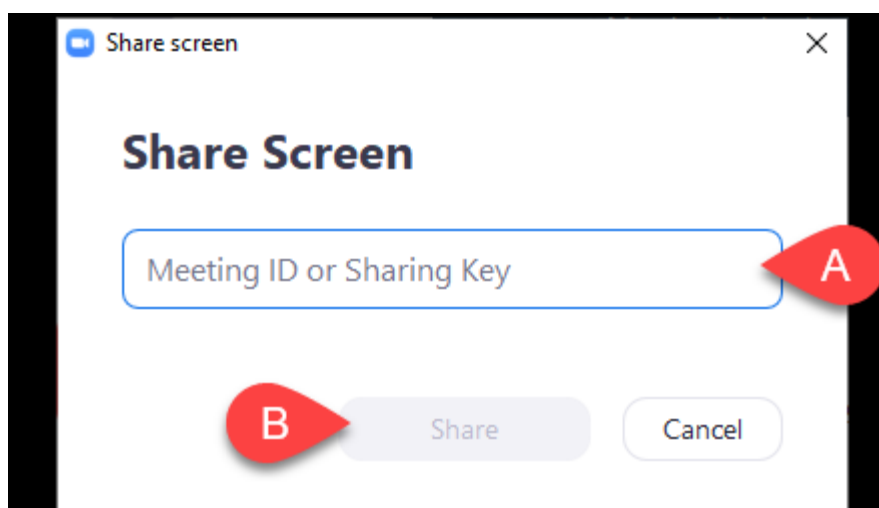 Share screen
Share Screen
Meeting ID or Sharing Key
A
B
Share
Cancel